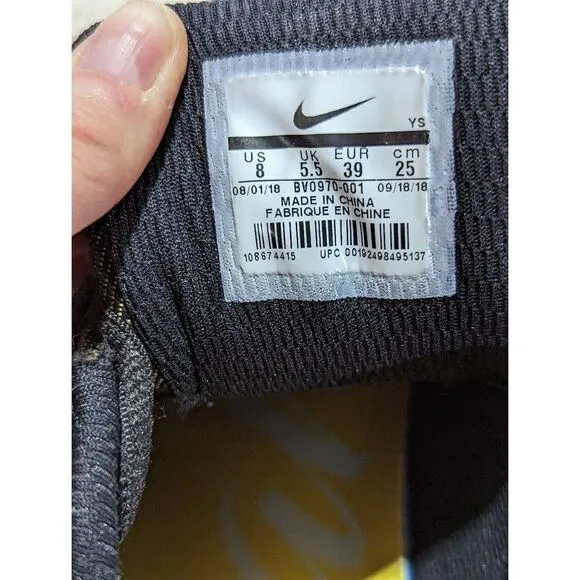 YS
US UK EUR cm
8 5.5 39 25
08/01/18 BV0970-001 09/18/18
MADE IN CHINA
FABRIQUE EN CHINE
108674415 UPC 00192498495137